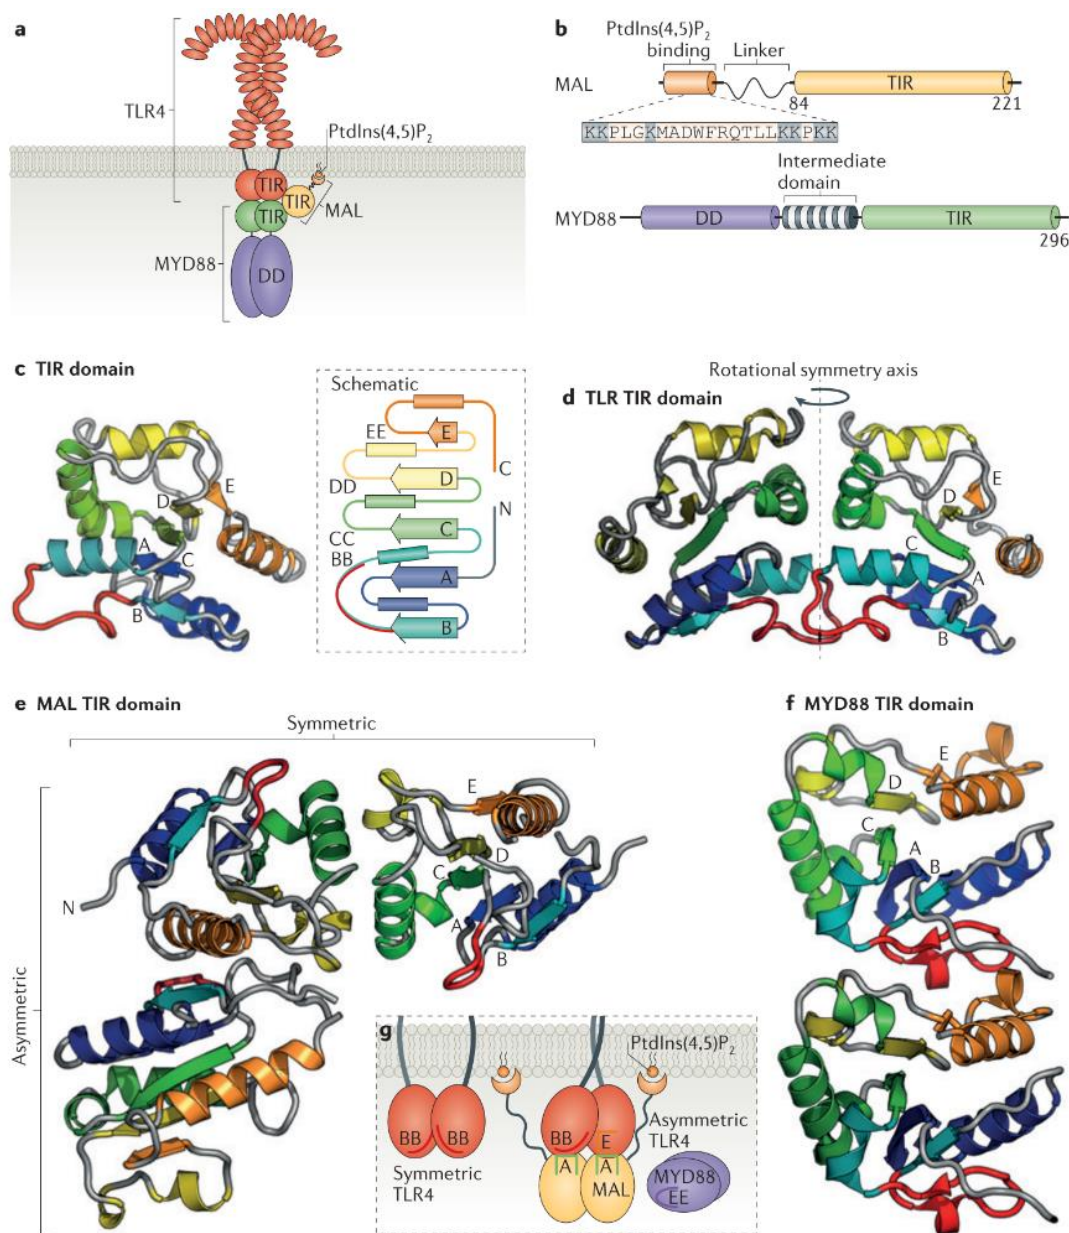 a
TLR4
PtdIns(4,5)P2
TIR
TIR
MAL
TIR
MYD88
DD
b
PtdIns(4,5)P2
binding
Linker
MAL
TIR
84
221
KKPLGKMADWFRQTLLKKPKK
Intermediate
domain
MYD88
DD
TIR
296
c TIR domain
D
E
A
C
B
Schematic
E
EE
C
D
DD
N
C
CC
BB
A
B
Rotational symmetry axis
d TLR TIR domain
E
D
C
A
B
e MAL TIR domain
Symmetric
Asymmetric
N
E
D
C
A
B
f MYD88 TIR domain
E
D
C
A
B
g
PtdIns(4,5)P2
BB
BB
Symmetric
TLR4
BB
E
A
A
MAL
Asymmetric
TLR4
MYD88
EE